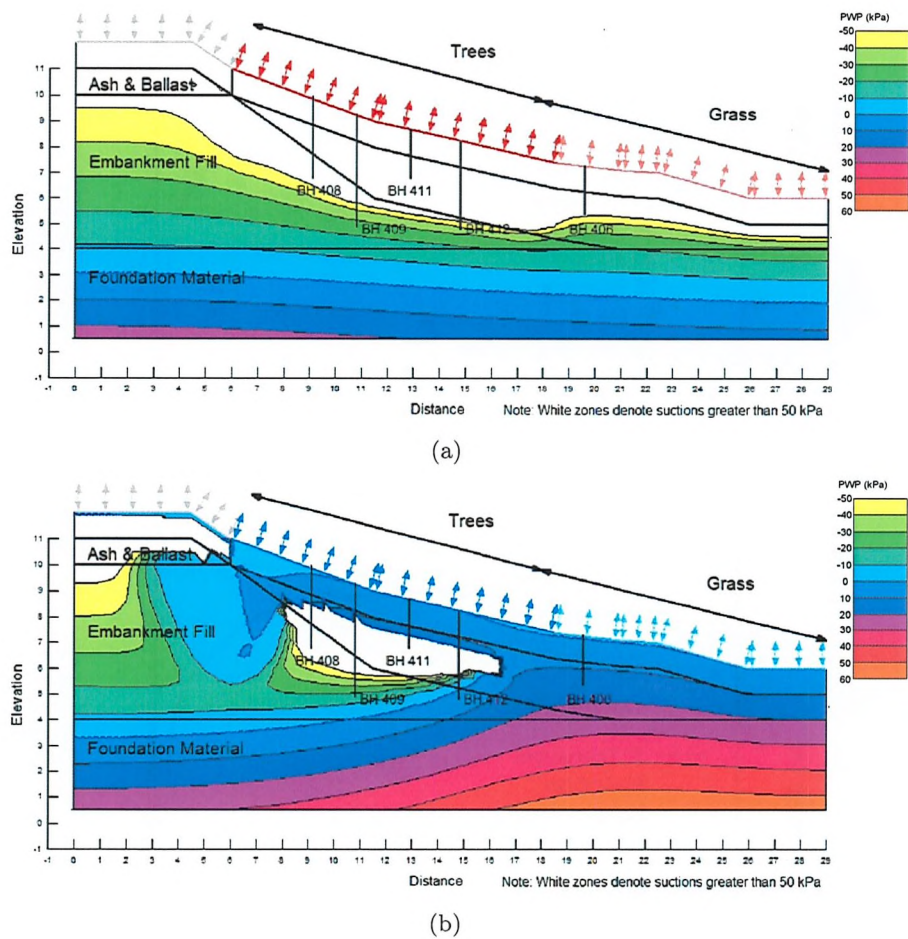 PWP (kPa)
-50
-40
-30
-20
-10
0
10
20
30
40
50
60
Trees
Grass
11
10
9
8
7
6
5
4
3
2
1
0
-1
Elevation
Ash & Ballast
Embankment Fill
Foundation Material
BH 408
BH 411
BH 409
BH 412
BH 406
-1 0 1 2 3 4 5 6 7 8 9 10 11 12 13 14 15 16 17 18 19 20 21 22 23 24 25 26 27 28 29
Distance
Note: White zones denote suctions greater than 50 kPa
(a)
PWP (kPa)
-50
-40
-30
-20
-10
0
10
20
30
40
50
60
Trees
Grass
11
10
9
8
7
6
5
4
3
2
1
0
-1
Elevation
Ash & Ballast
Embankment Fill
Foundation Material
BH 408
BH 411
BH 409
BH 412
BH 406
-1 0 1 2 3 4 5 6 7 8 9 10 11 12 13 14 15 16 17 18 19 20 21 22 23 24 25 26 27 28 29
Distance
Note: White zones denote suctions greater than 50 kPa
(b)